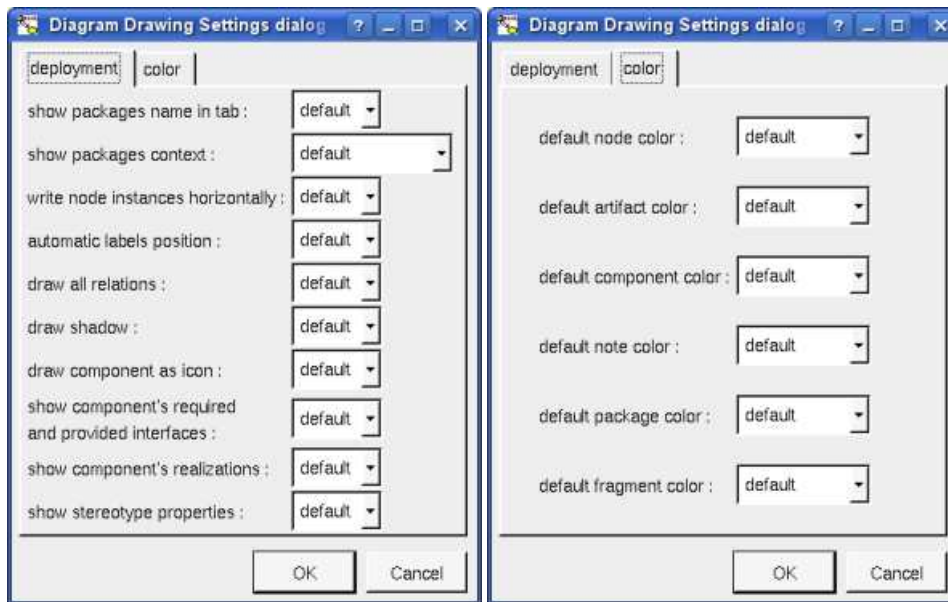 Diagram Drawing Settings dialog
deployment color
show packages name in tab : default
show packages context : default
write node instances horizontally : default
automatic labels position : default
draw all relations : default
draw shadow : default
draw component as icon : default
show component's required
and provided interfaces : default
show component's realizations : default
show stereotype properties : default
OK Cancel
Diagram Drawing Settings dialog
deployment color
default node color : default
default artifact color : default
default component color : default
default note color : default
default package color : default
default fragment color : default
OK Cancel